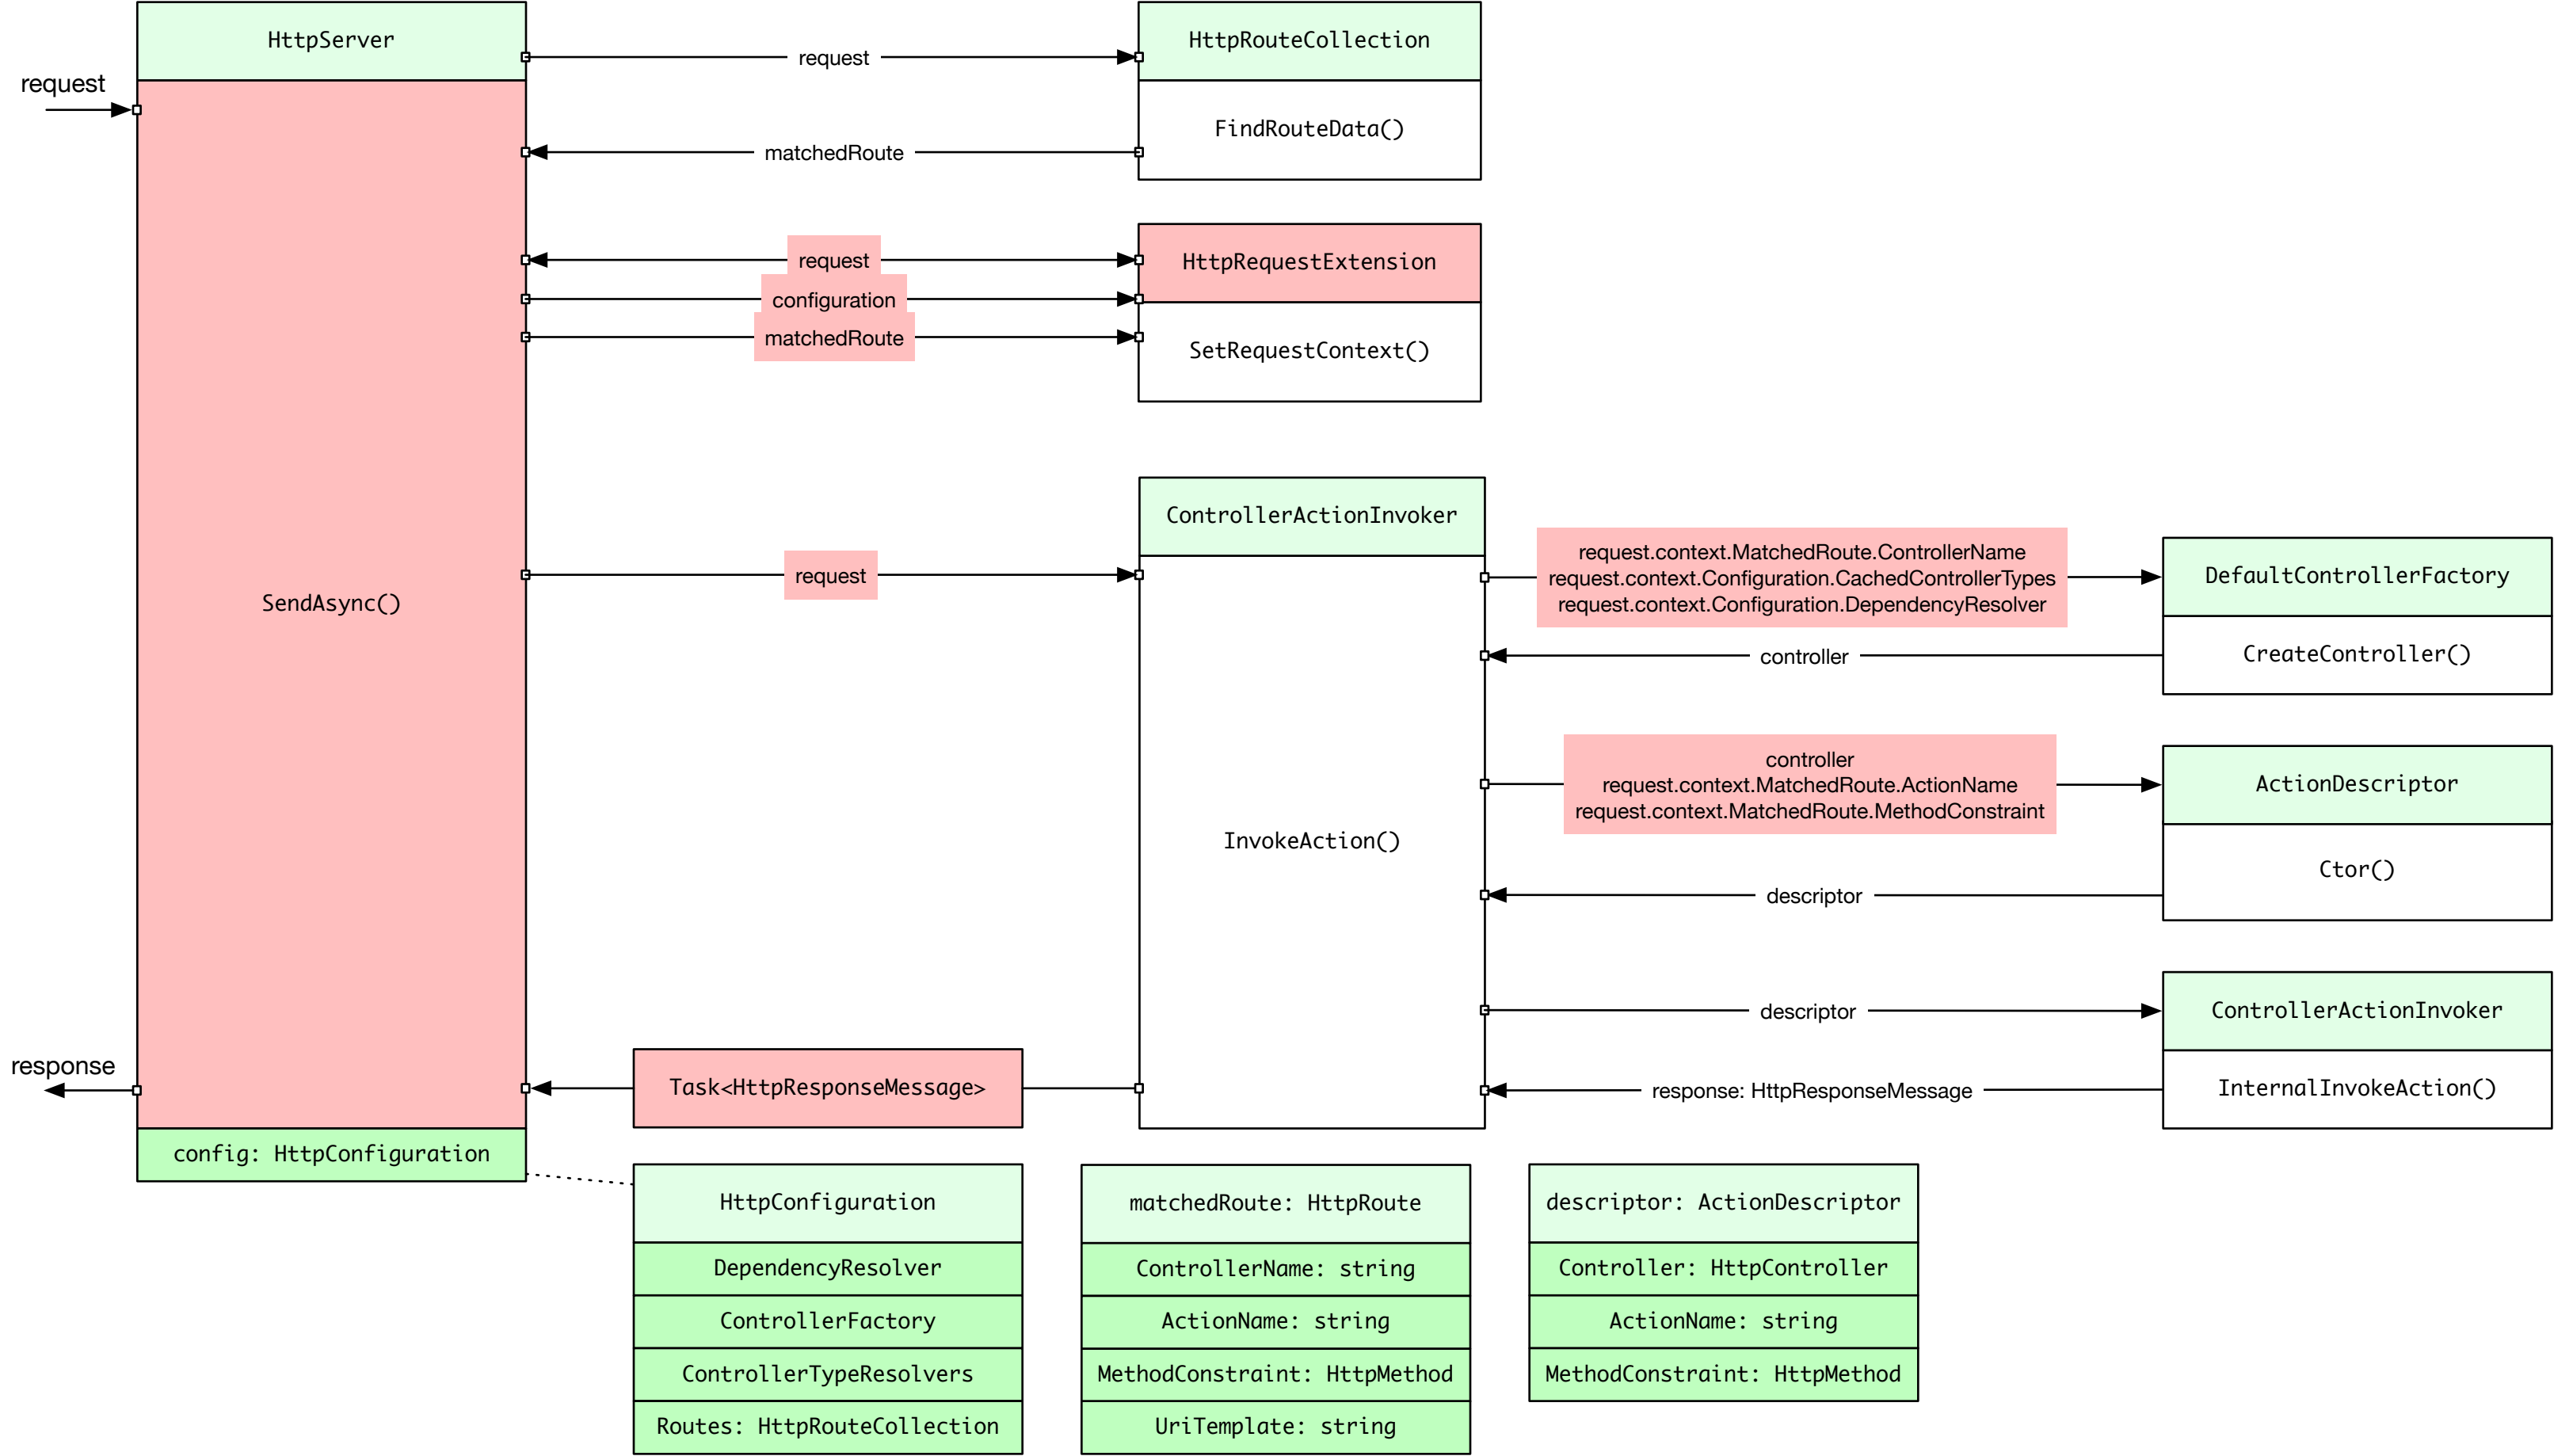 HttpServer
request
SendAsync()
response
config: HttpConfiguration
request
HttpRouteCollection
FindRouteData()
matchedRoute
request
configuration
matchedRoute
HttpRequestExtension
SetRequestContext()
request
ControllerActionInvoker
InvokeAction()
Task<HttpResponseMessage>
request.context.MatchedRoute.ControllerName
request.context.Configuration.CachedControllerTypes
request.context.Configuration.DependencyResolver
DefaultControllerFactory
CreateController()
controller
controller
request.context.MatchedRoute.ActionName
request.context.MatchedRoute.MethodConstraint
ActionDescriptor
Ctor()
descriptor
descriptor
ControllerActionInvoker
InternalInvokeAction()
response: HttpResponseMessage
HttpConfiguration
DependencyResolver
ControllerFactory
ControllerTypeResolvers
Routes: HttpRouteCollection
matchedRoute: HttpRoute
ControllerName: string
ActionName: string
MethodConstraint: HttpMethod
UriTemplate: string
descriptor: ActionDescriptor
Controller: HttpController
ActionName: string
MethodConstraint: HttpMethod